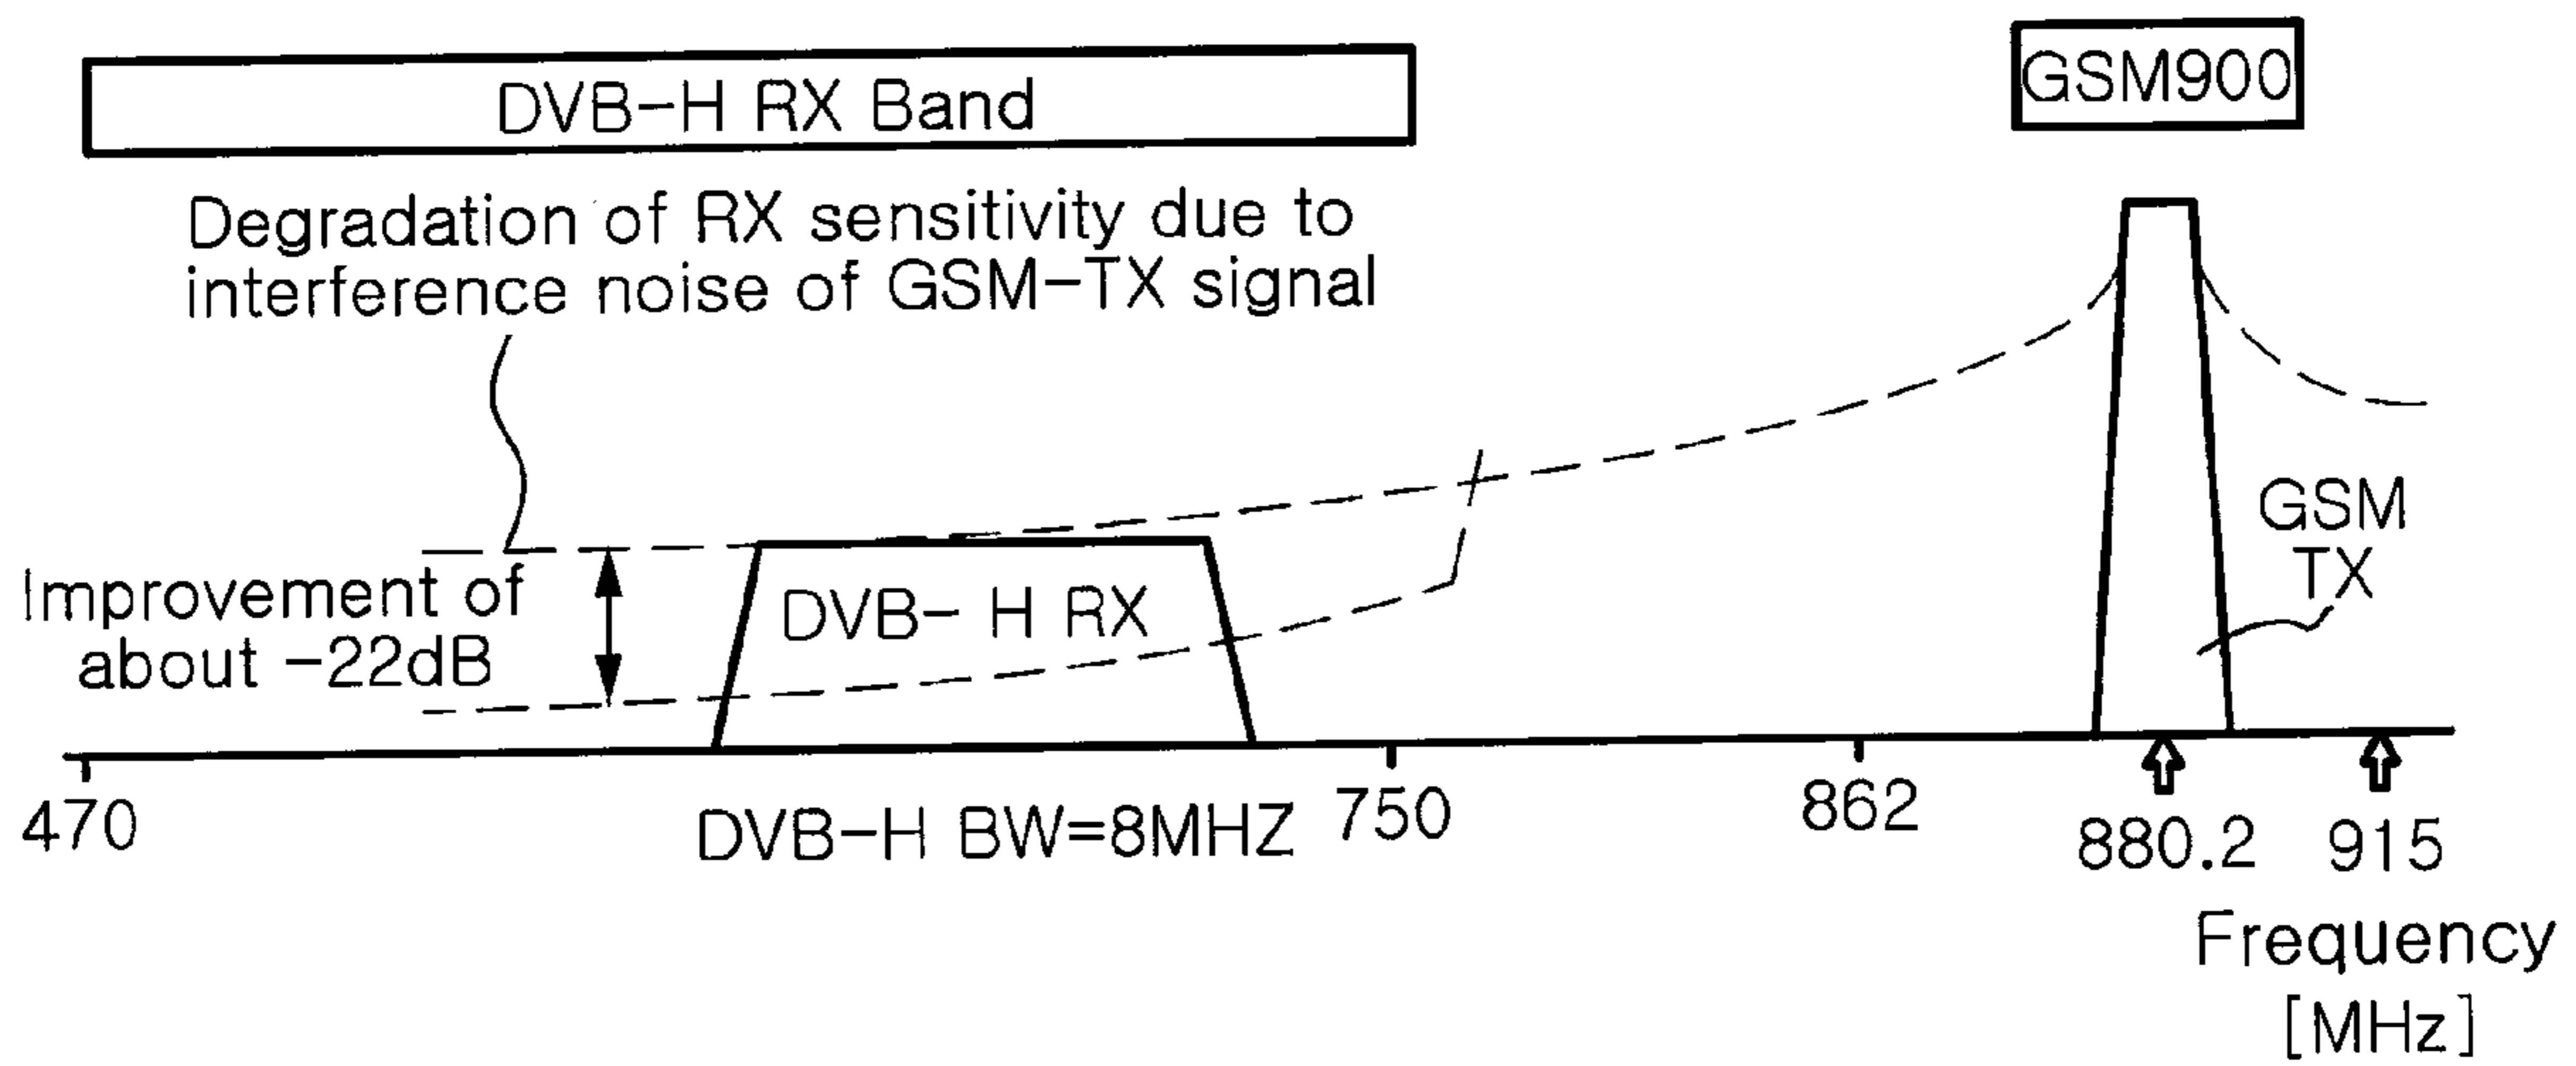 DVB-H RX Band
GSM900
Degradation of RX sensitivity due to
interference noise of GSM-TX signal
GSM
TX
Improvement of
about -22dB
DVB- H RX
470
DVB-H BW=8MHZ
750
862
880.2
915
Frequency
[MHz]